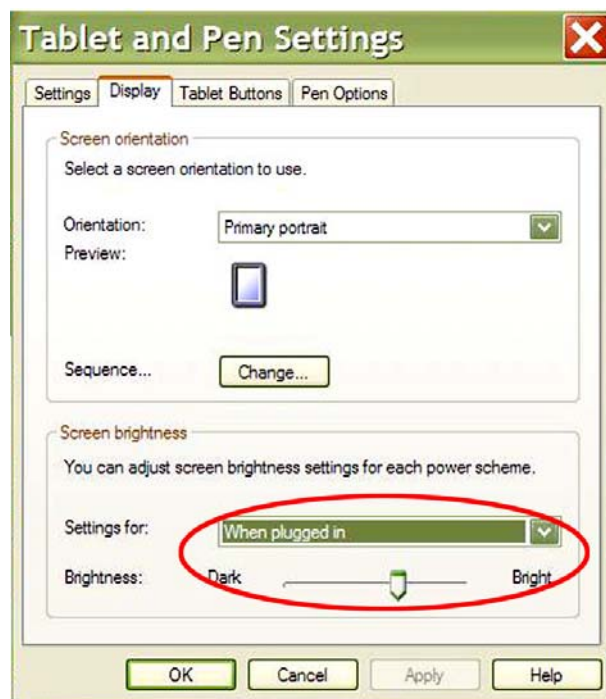 Tablet and Pen Settings
Settings Display Tablet Buttons Pen Options
Screen orientation
Select a screen orientation to use.
Orientation: Primary portrait
Preview:
Sequence... Change...
Screen brightness
You can adjust screen brightness settings for each power scheme.
Settings for: When plugged in
Brightness: Dark Bright
OK Cancel Apply Help